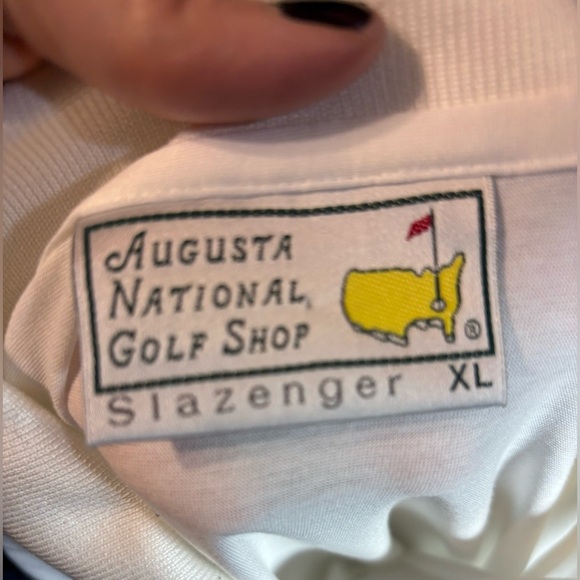 Augusta
National
Golf Shop
®
Slazenger XL